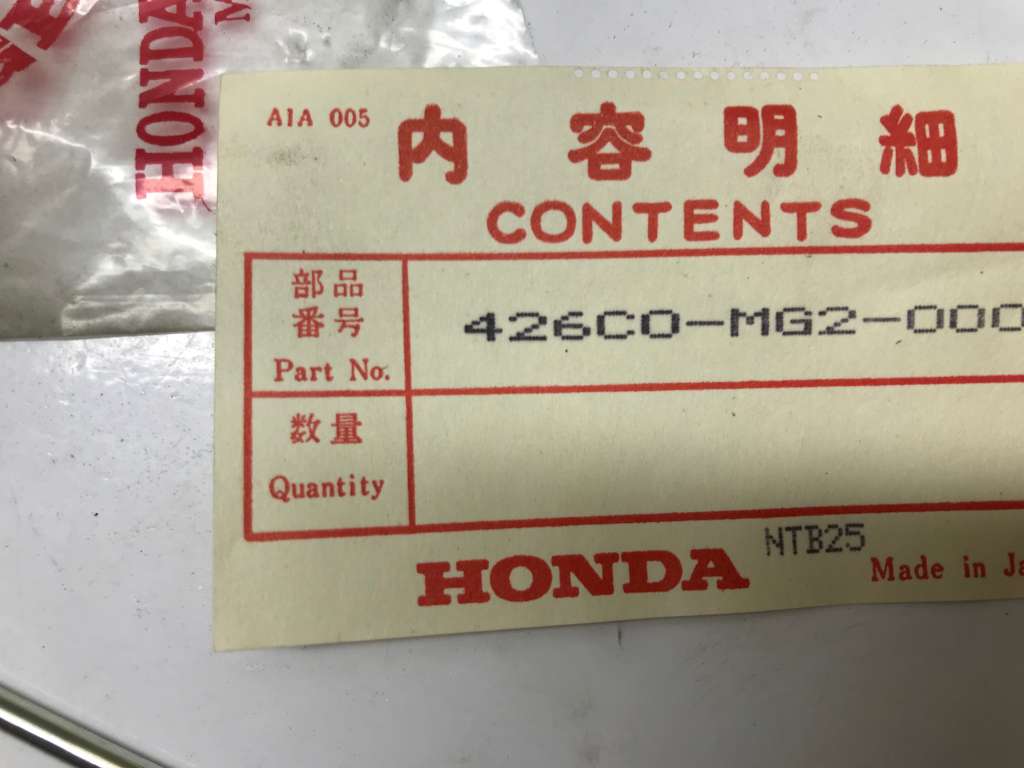 HONDA
A1A 005
内容明細
CONTENTS
部品
番号
Part No.
426C0-MG2-000
数量
Quantity
HONDA
NTB25
Made in